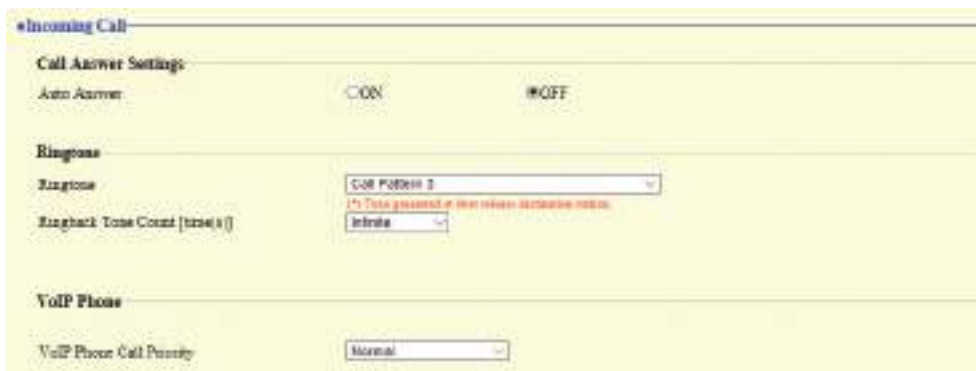 Incoming Call
Call Answer Settings
Auto Answer ON OFF
Ringtone
Ringtone Call Pattern
Ringback Tone Count [time(s)] Infinite
VoIP Phone
VoIP Phone Call Priority Normal